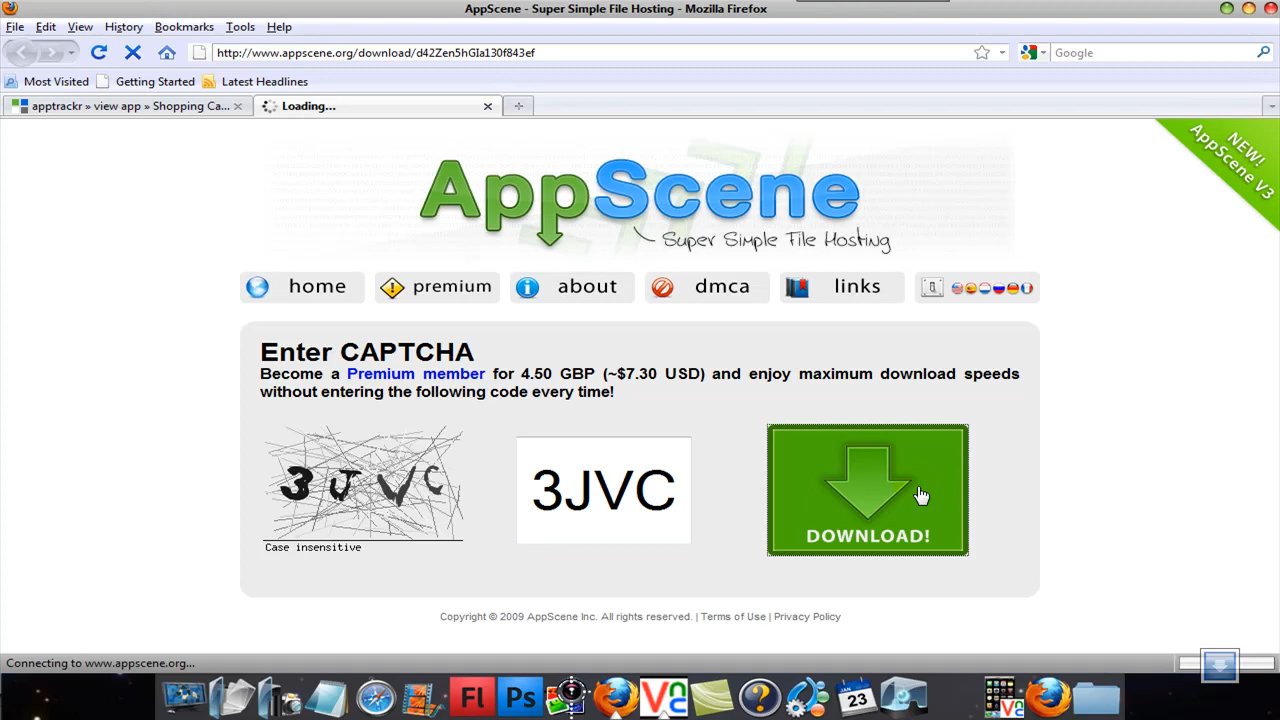 AppScene - Super Simple File Hosting - Mozilla Firefox
File Edit View History Bookmarks Tools Help
http://www.appscene.org/download/d42Zen5hGIa130f843ef
Google
Most Visited Getting Started Latest Headlines
apptrackr » view app » Shopping Ca...
Loading...
NEW!
AppScene V3
AppScene
Super Simple File Hosting
home premium about dmca links
Enter CAPTCHA
Become a Premium member for 4.50 GBP (~$7.30 USD) and enjoy maximum download speeds
without entering the following code every time!
3JVC
Case insensitive
3JVC
DOWNLOAD!
Copyright © 2009 AppScene Inc. All rights reserved. | Terms of Use | Privacy Policy
Connecting to www.appscene.org...
Fl Ps
JAN
23